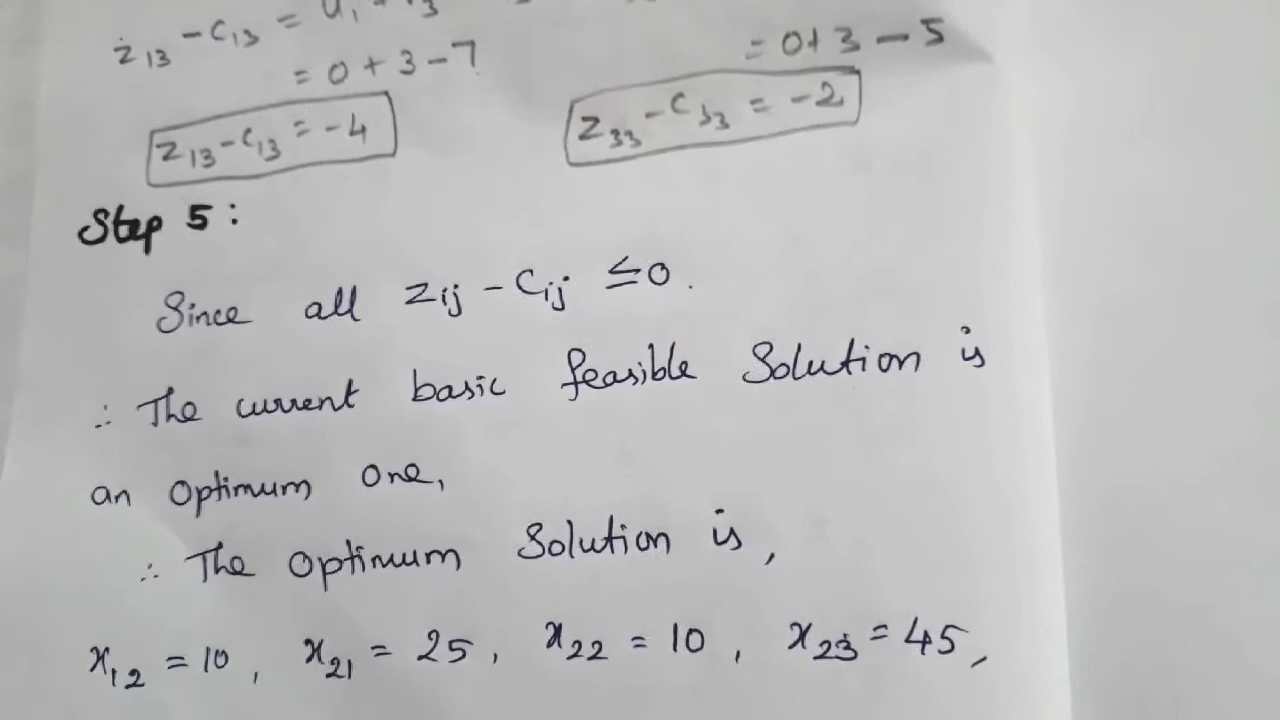 z13 - c13 = u1 + v3
= 0 + 3 - 7
= 0 + 3 - 5
z13 - c13 = -4
z33 - c33 = -2
Step 5:
Since all zij - cij ≤ 0.
∴ The current basic feasible Solution is
an Optimum One,
∴ The Optimum Solution is,
x12 = 10, x21 = 25, x22 = 10, x23 = 45,